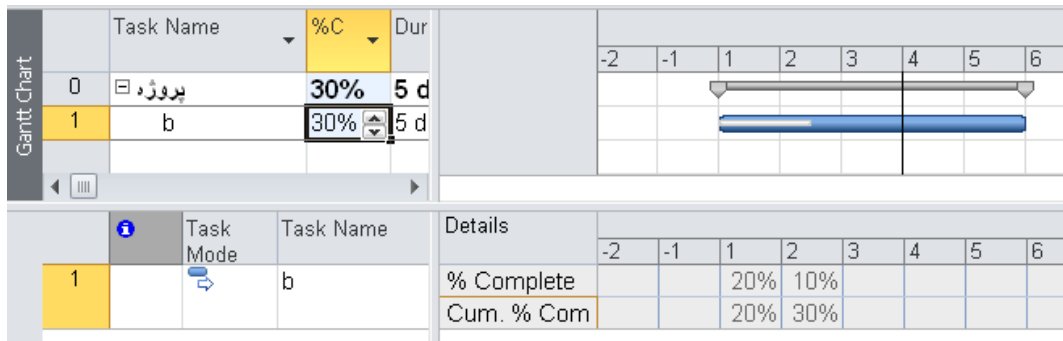 Task Name %C Dur
-2 -1 1 2 3 4 5 6
Gantt Chart
0 پروژه 30% 5 d
1 b 30% 5 d
Task Mode Task Name Details
-2 -1 1 2 3 4 5 6
1 b % Complete 20% 10%
Cum. % Com 20% 30%